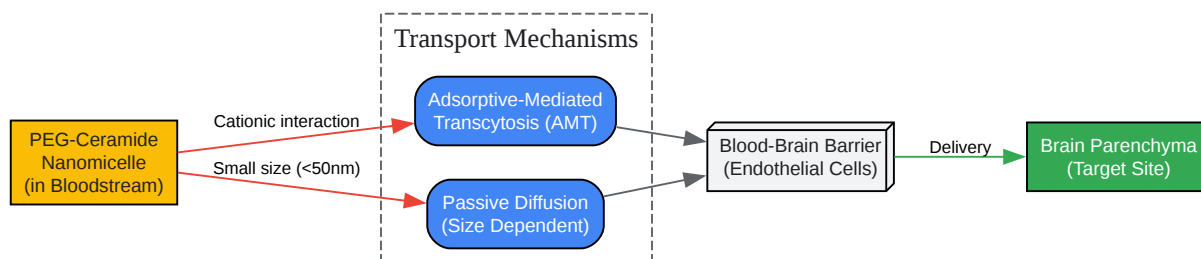 Transport Mechanisms
PEG-Ceramide
Nanomicelle
(in Bloodstream)
Cationic interaction
Small size (<50nm)
Adsorptive-Mediated
Transcytosis (AMT)
Passive Diffusion
(Size Dependent)
Blood-Brain Barrier
(Endothelial Cells)
Delivery
Brain Parenchyma
(Target Site)